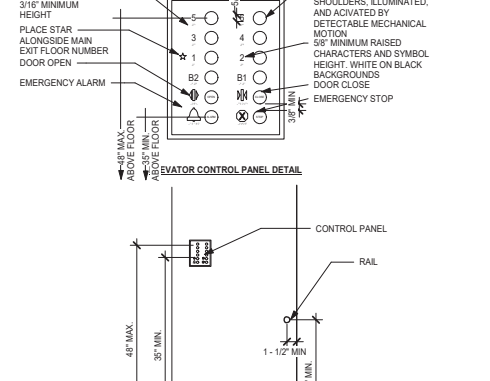 3/16" MINIMUM
HEIGHT
PLACE STAR
ALONGSIDE MAIN
EXIT FLOOR NUMBER
DOOR OPEN
EMERGENCY ALARM
5
3
4
1
2
B2
B1
SHOULDERS, ILLUMINATED,
AND ACIVATED BY
DETECTABLE MECHANICAL
MOTION
5/8" MINIMUM RAISED
CHARACTERS AND SYMBOL
HEIGHT. WHITE ON BLACK
BACKGROUNDS
DOOR CLOSE
EMERGENCY STOP
3/8" MIN
48" MAX.
ABOVE FLOOR
35" MIN.
ABOVE FLOOR
EVATOR CONTROL PANEL DETAIL
CONTROL PANEL
RAIL
48" MAX.
35" MIN.
1 - 1/2" MIN
MIN.